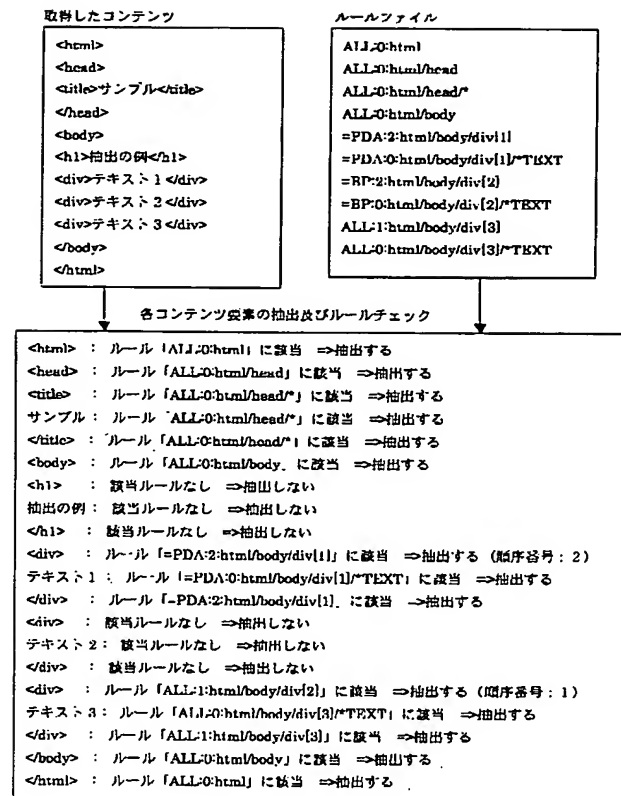 取得したコンテンツ
<html>
<head>
<title>サンプル</title>
</head>
<body>
<h1>抽出の例</h1>
<div>テキスト1</div>
<div>テキスト2</div>
<div>テキスト3</div>
</body>
</html>
ルールファイル
ALL:0:html
ALL:0:html/head
ALL:0:html/head/*
ALL:0:html/body
=PDA:2:html/body/div[1]
=PDA:0:html/body/div[1]/*TEXT
=BP:2:html/body/div[2]
=BP:0:html/body/div[2]/*TEXT
ALL:1:html/body/div[3]
ALL:0:html/body/div[3]/*TEXT
各コンテンツ要素の抽出及びルールチェック
<html> : ルール「ALL:0:html」に該当 ⇒抽出する
<head> : ルール「ALL:0:html/head」に該当 ⇒抽出する
<title> : ルール「ALL:0:html/head/*」に該当 ⇒抽出する
サンプル : ルール「ALL:0:html/head/*」に該当 ⇒抽出する
</title> : ルール「ALL:0:html/head/*」に該当 ⇒抽出する
<body> : ルール「ALL:0:html/body」に該当 ⇒抽出する
<h1> : 該当ルールなし ⇒抽出しない
抽出の例 : 該当ルールなし ⇒抽出しない
</h1> : 該当ルールなし ⇒抽出しない
<div> : ルール「=PDA:2:html/body/div[1]」に該当 ⇒抽出する (順序番号:2)
テキスト1 : ルール「=PDA:0:html/body/div[1]/*TEXT」に該当 ⇒抽出する
</div> : ルール「=PDA:2:html/body/div[1]」に該当 ⇒抽出する
<div> : 該当ルールなし ⇒抽出しない
テキスト2 : 該当ルールなし ⇒抽出しない
</div> : 該当ルールなし ⇒抽出しない
<div> : ルール「ALL:1:html/body/div[2]」に該当 ⇒抽出する (順序番号:1)
テキスト3 : ルール「ALL:0:html/body/div[3]/*TEXT」に該当 ⇒抽出する
</div> : ルール「ALL:1:html/body/div[3]」に該当 ⇒抽出する
</body> : ルール「ALL:0:html/body」に該当 ⇒抽出する
</html> : ルール「ALL:0:html」に該当 ⇒抽出する